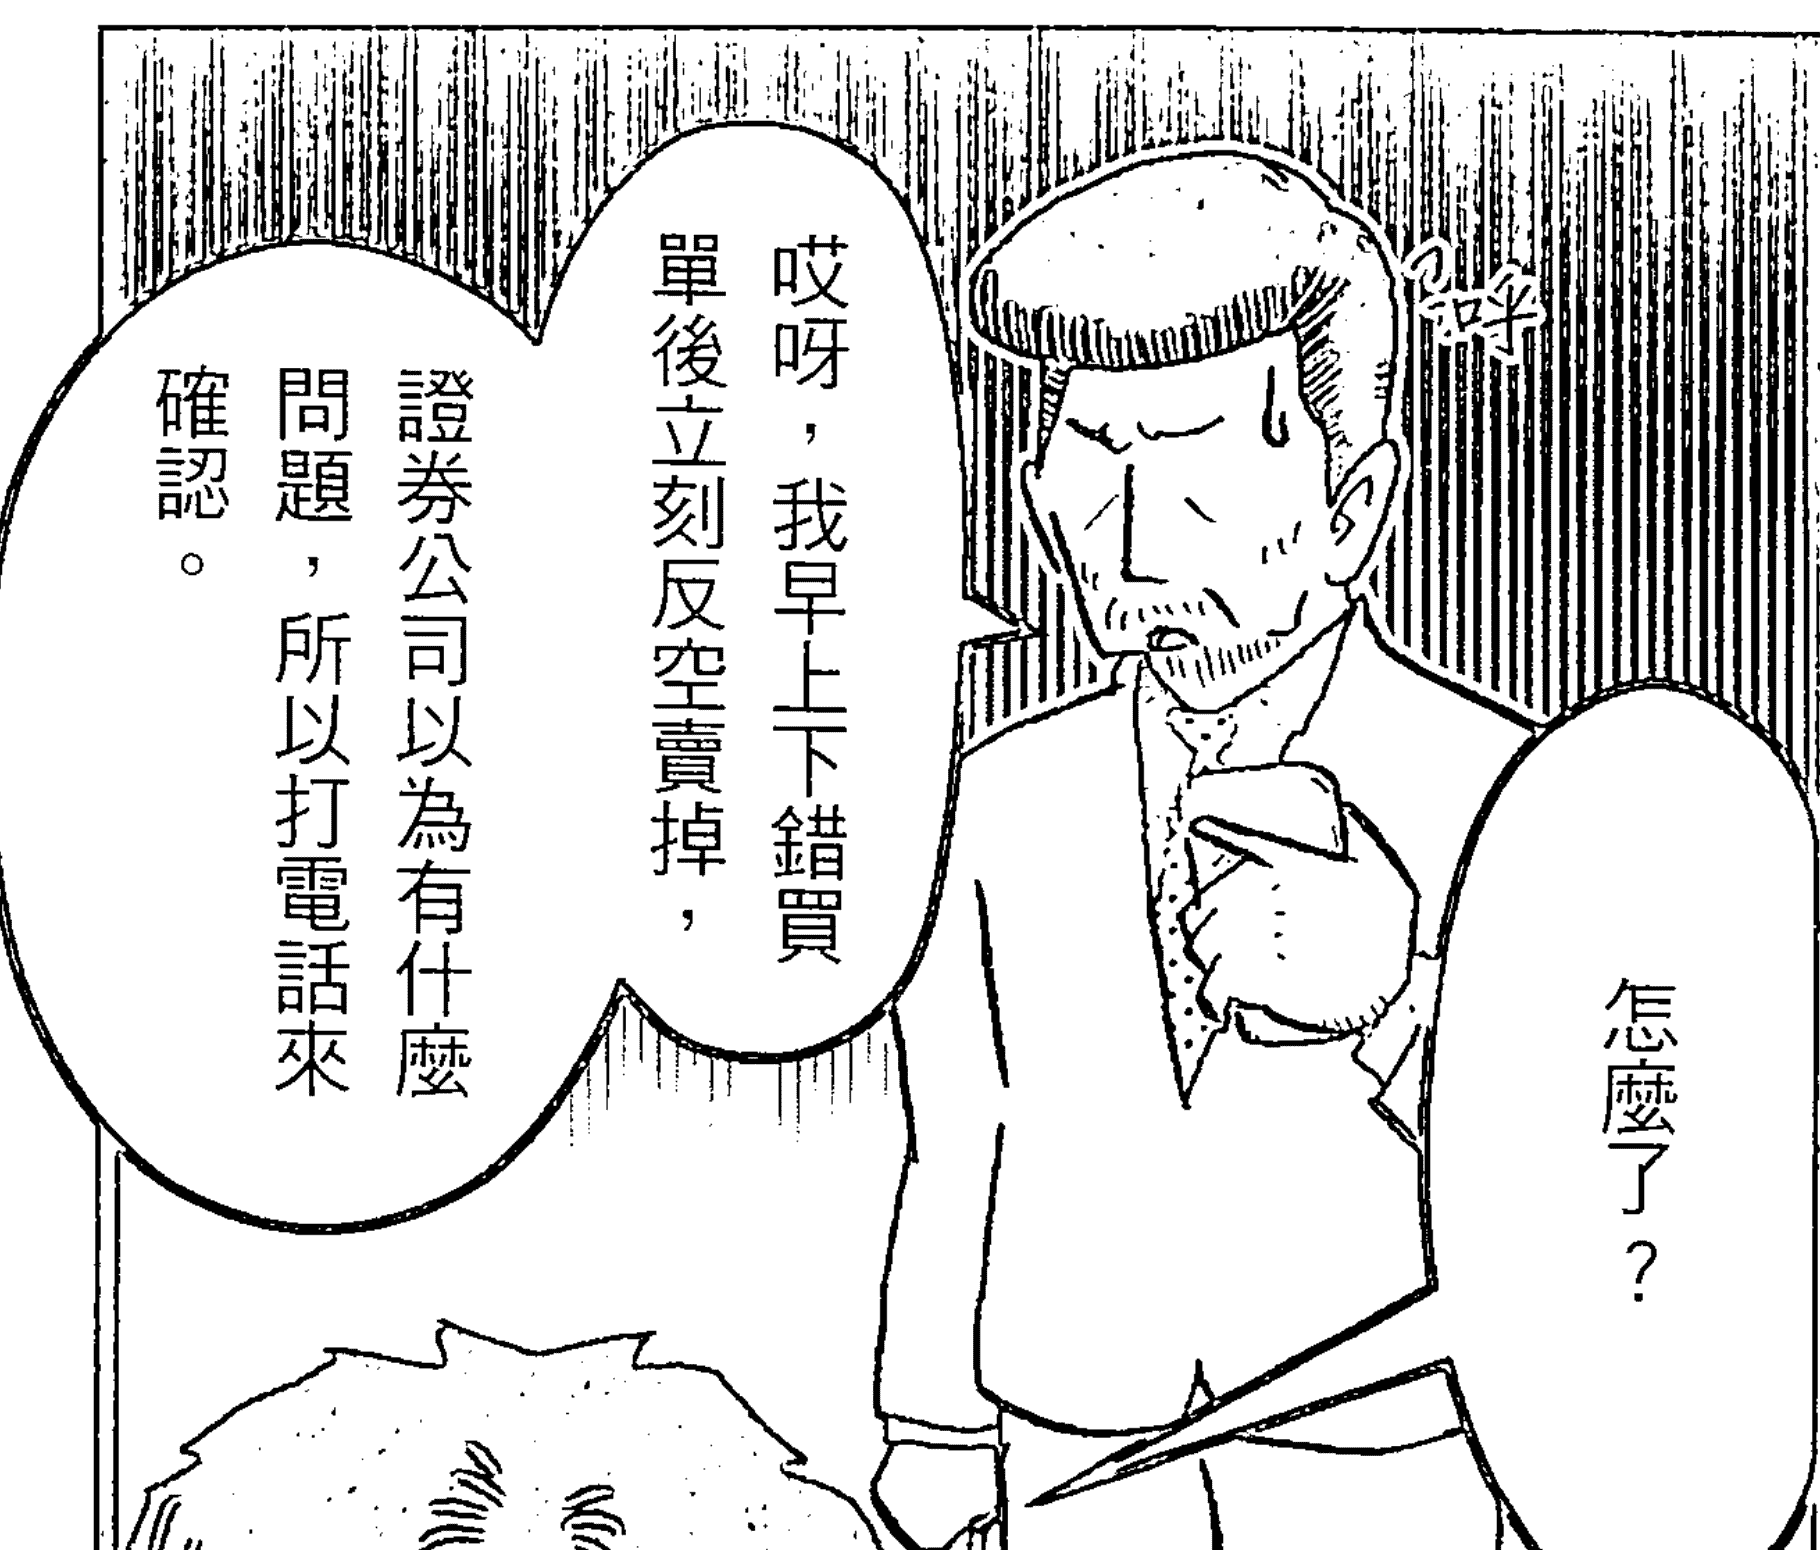 怎麼了？
呼
哎呀，我早上下錯買
單後立刻反空賣掉，
證券公司以為有什麼
問題，所以打電話來
確認。